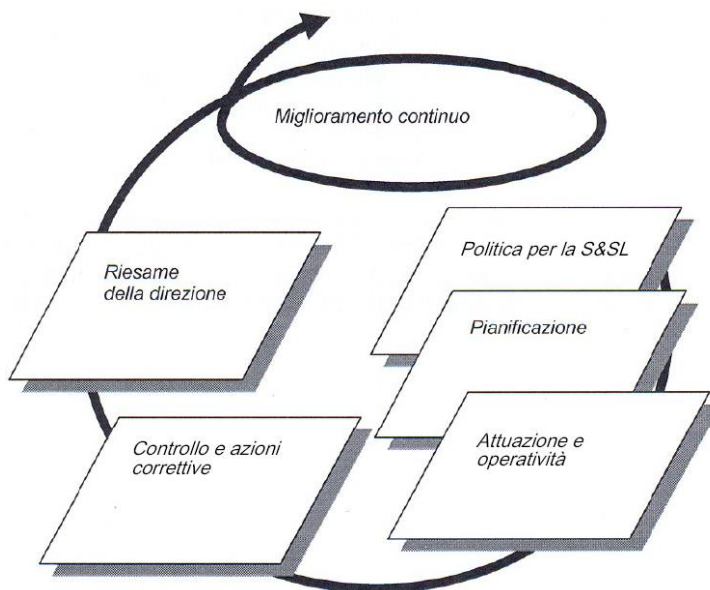 Miglioramento continuo
Politica per la S&SL
Pianificazione
Attuazione e
operatività
Controllo e azioni
correttive
Riesame
della direzione